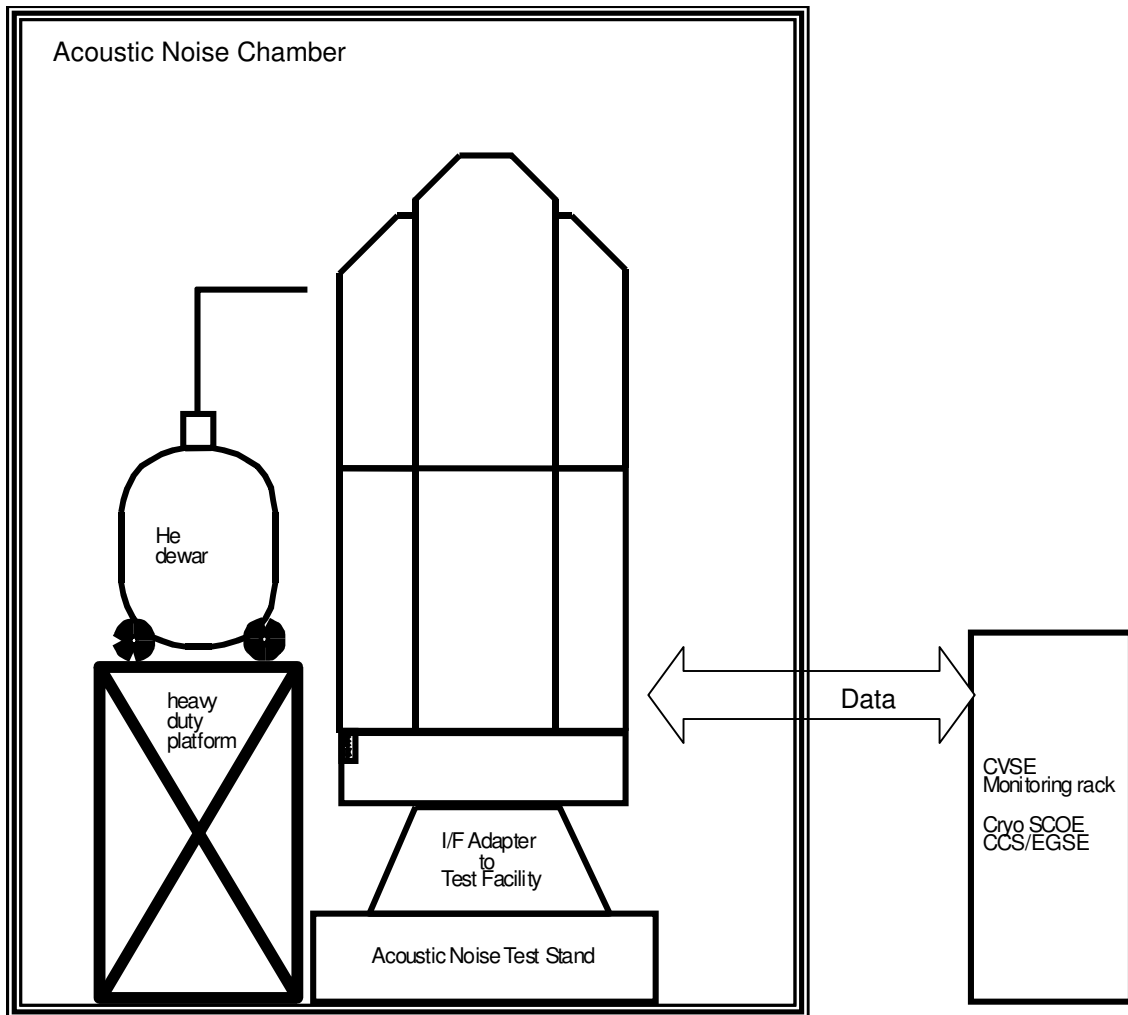 Acoustic Noise Chamber
He
dewar
heavy
duty
platform
Data
CVSE
Monitoring rack
Cryo SCOE
CCS/EGSE
I/F Adapter
to
Test Facility
Acoustic Noise Test Stand